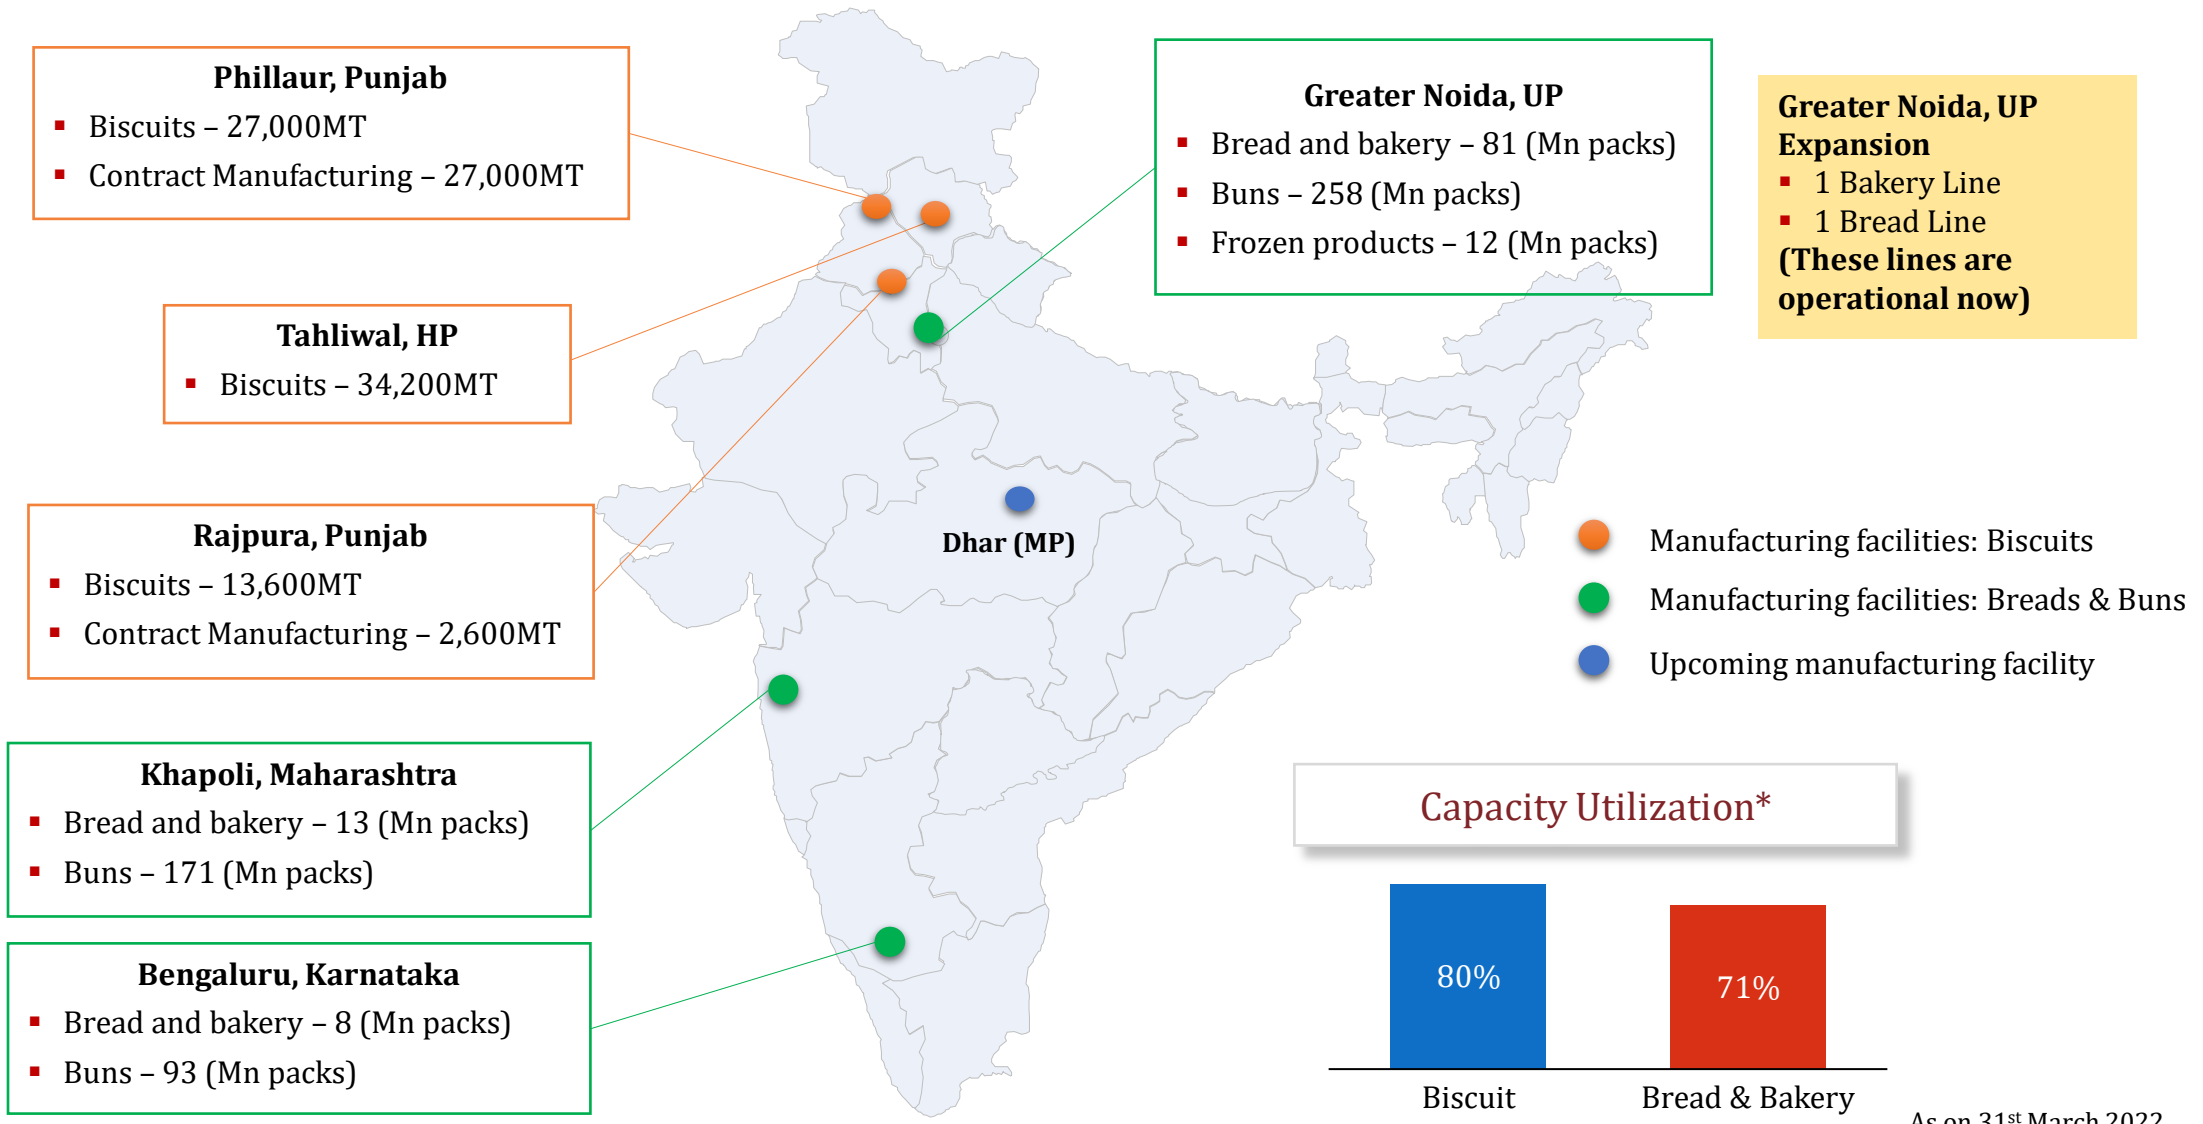 Phillaur, Punjab
▪ Biscuits – 27,000MT
▪ Contract Manufacturing – 27,000MT
Tahliwal, HP
▪ Biscuits – 34,200MT
Rajpura, Punjab
▪ Biscuits – 13,600MT
▪ Contract Manufacturing – 2,600MT
Khapoli, Maharashtra
▪ Bread and bakery – 13 (Mn packs)
▪ Buns – 171 (Mn packs)
Bengaluru, Karnataka
▪ Bread and bakery – 8 (Mn packs)
▪ Buns – 93 (Mn packs)
Dhar (MP)
Greater Noida, UP
▪ Bread and bakery – 81 (Mn packs)
▪ Buns – 258 (Mn packs)
▪ Frozen products – 12 (Mn packs)
Greater Noida, UP
Expansion
▪ 1 Bakery Line
▪ 1 Bread Line
(These lines are
operational now)
Manufacturing facilities: Biscuits
Manufacturing facilities: Breads & Buns
Upcoming manufacturing facility
Capacity Utilization*
80%
71%
Biscuit
Bread & Bakery
As on 31st March 2022